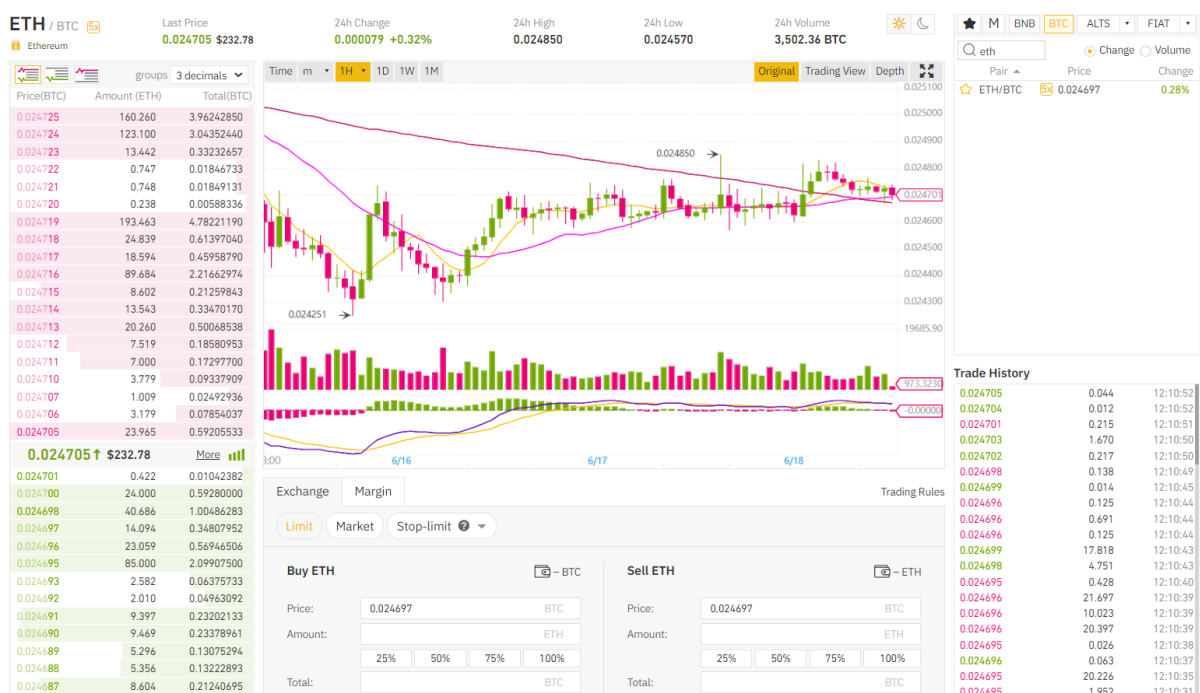 ETH / BTC 5x
Ethereum
Last Price
0.024705 $232.78
24h Change
0.000079 +0.32%
24h High
0.024850
24h Low
0.024570
24h Volume
3,502.36 BTC
groups 3 decimals
Price(BTC) Amount (ETH) Total(BTC)
0.024725 160.260 3.96242850
0.024724 123.100 3.04352440
0.024723 13.442 0.33232657
0.024722 0.747 0.01846733
0.024721 0.748 0.01849131
0.024720 0.238 0.00588336
0.024719 193.463 4.78221190
0.024718 24.839 0.61397040
0.024717 18.594 0.45958790
0.024716 89.684 2.21662974
0.024715 8.602 0.21259843
0.024714 13.543 0.33470170
0.024713 20.260 0.50068538
0.024712 7.519 0.18580953
0.024711 7.000 0.17297700
0.024710 3.779 0.09337909
0.024707 1.009 0.02492936
0.024706 3.179 0.07854037
0.024705 23.965 0.59205533
0.024705↑ $232.78 More
0.024701 0.422 0.01042382
0.024700 24.000 0.59280000
0.024698 40.686 1.00486283
0.024697 14.094 0.34807952
0.024696 23.059 0.56946506
0.024695 85.000 2.09907500
0.024693 2.582 0.06375733
0.024692 2.010 0.04963092
0.024691 9.397 0.23202133
0.024690 9.469 0.23378961
0.024689 5.296 0.13075294
0.024688 5.356 0.13222893
0.024687 8.604 0.21240695
Time m 1H 1D 1W 1M
Original Trading View Depth
0.025100
0.025000
0.024900
0.024850
0.024800
0.024701
0.024600
0.024500
0.024400
0.024300
0.024251
19685.90
973.3230
-0.00000
3:00 6/16 6/17 6/18
Exchange Margin Trading Rules
Limit Market Stop-limit ?
Buy ETH – BTC
Price: 0.024697 BTC
Amount: ETH
25% 50% 75% 100%
Total: BTC
Sell ETH – ETH
Price: 0.024697 BTC
Amount: ETH
25% 50% 75% 100%
Total: BTC
M BNB BTC ALTS FIAT
eth Change Volume
Pair Price Change
ETH/BTC 5x 0.024697 0.28%
Trade History
0.024705 0.044 12:10:52
0.024704 0.012 12:10:52
0.024701 0.215 12:10:51
0.024703 1.670 12:10:50
0.024702 0.217 12:10:50
0.024698 0.138 12:10:49
0.024699 0.014 12:10:45
0.024696 0.125 12:10:44
0.024696 0.691 12:10:44
0.024696 0.125 12:10:44
0.024699 17.818 12:10:43
0.024698 4.751 12:10:43
0.024695 0.428 12:10:40
0.024696 21.697 12:10:39
0.024696 10.023 12:10:39
0.024696 20.397 12:10:39
0.024695 0.026 12:10:38
0.024696 0.063 12:10:37
0.024695 20.226 12:10:35
0.024695 1.952 12:10:31